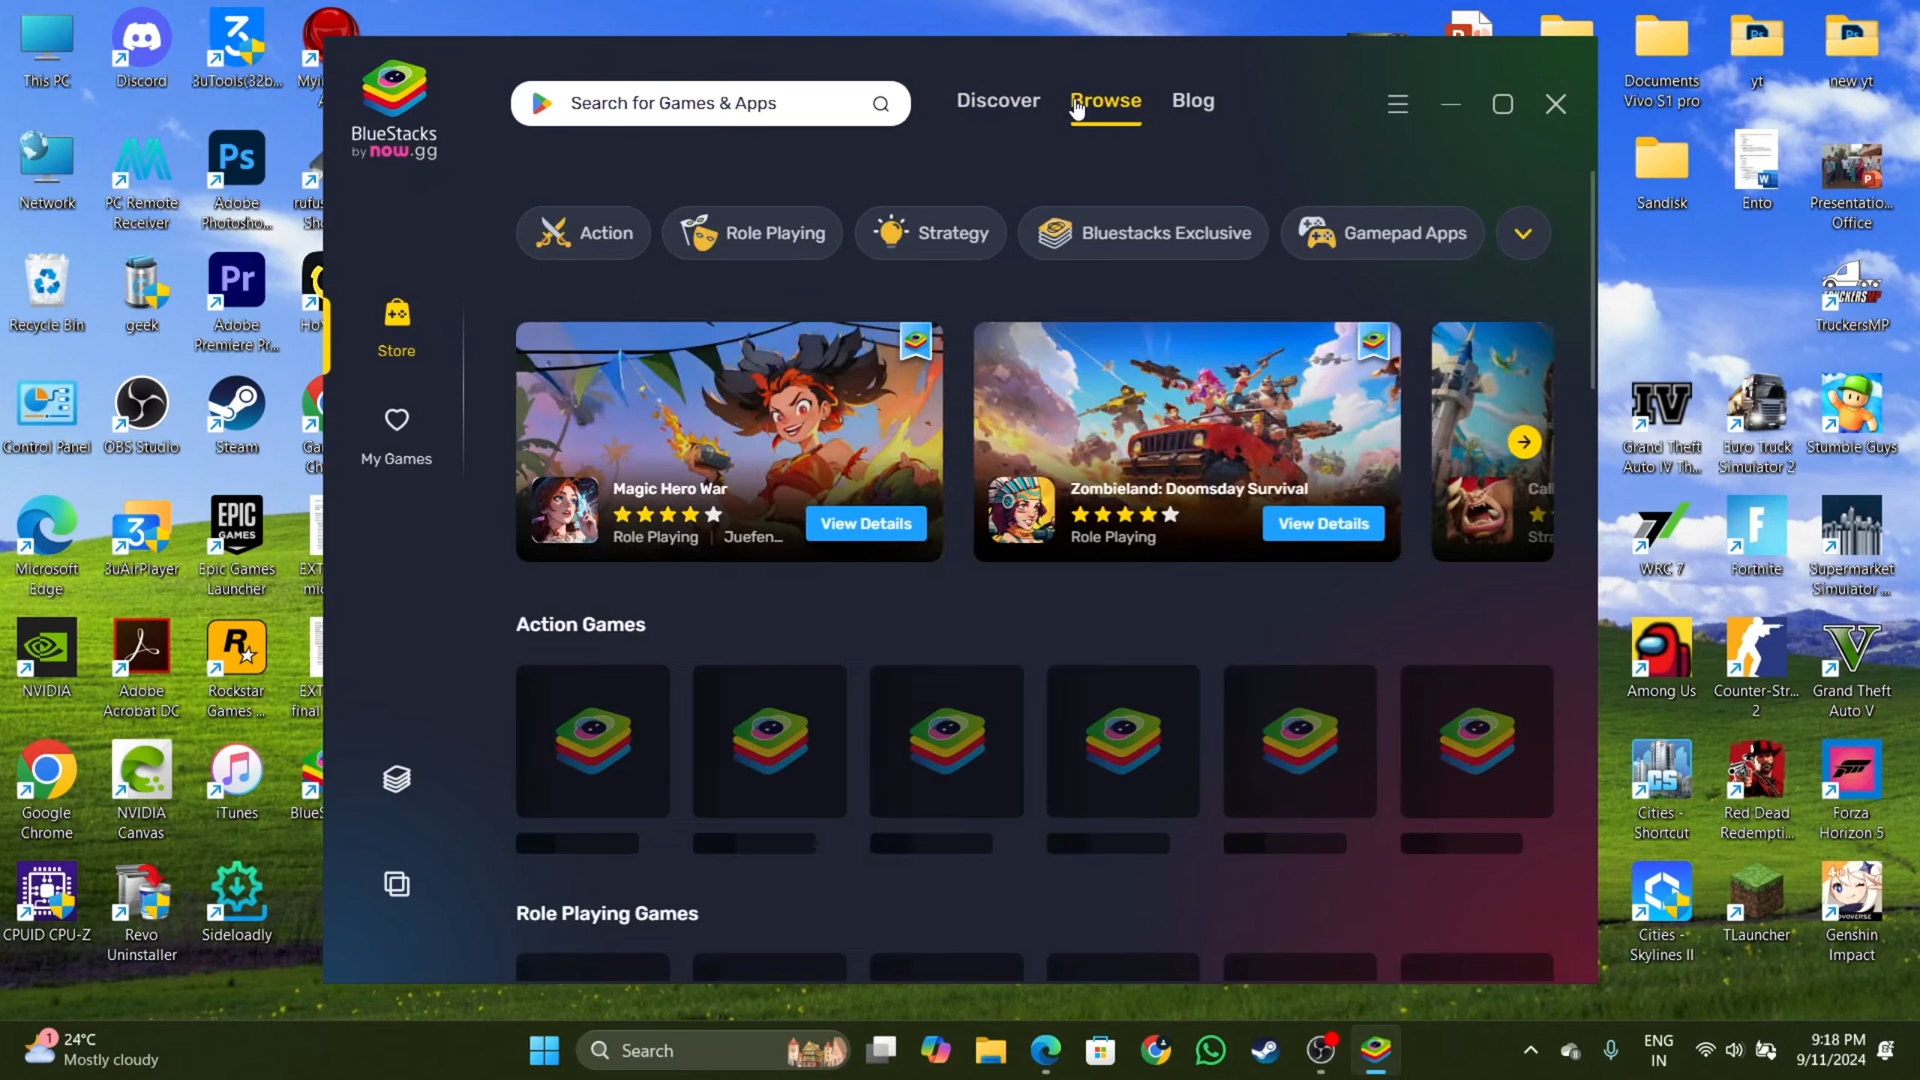 This PC
Discord
3uTools(32b...
Network
PC Remote
Receiver
Adobe
Photosho...
Recycle Bin
geek
Adobe
Premiere Pr...
Control Panel
OBS Studio
Steam
Microsoft
Edge
3uAirPlayer
Epic Games
Launcher
NVIDIA
Adobe
Acrobat DC
Rockstar
Games ...
Google
Chrome
NVIDIA
Canvas
iTunes
CPUID CPU-Z
Revo
Uninstaller
Sideloadly
BlueStacks
by now.gg
Search for Games & Apps
Discover
Browse
Blog
Action
Role Playing
Strategy
Bluestacks Exclusive
Gamepad Apps
Store
My Games
Magic Hero War
Role Playing | Juefen...
View Details
Zombieland: Doomsday Survival
Role Playing
View Details
Call
Stra
Action Games
Role Playing Games
Documents
Vivo S1 pro
yt
new yt
Sandisk
Ento
Presentatio...
Office
TruckersMP
Grand Theft
Auto IV Th...
Euro Truck
Simulator 2
Stumble Guys
WRC 7
Fortnite
Supermarket
Simulator ...
Among Us
Counter-Str...
2
Grand Theft
Auto V
Cities -
Shortcut
Red Dead
Redempti...
Forza
Horizon 5
Cities -
Skylines II
TLauncher
Genshin
Impact
1
24°C
Mostly cloudy
Search
ENG
IN
9:18 PM
9/11/2024